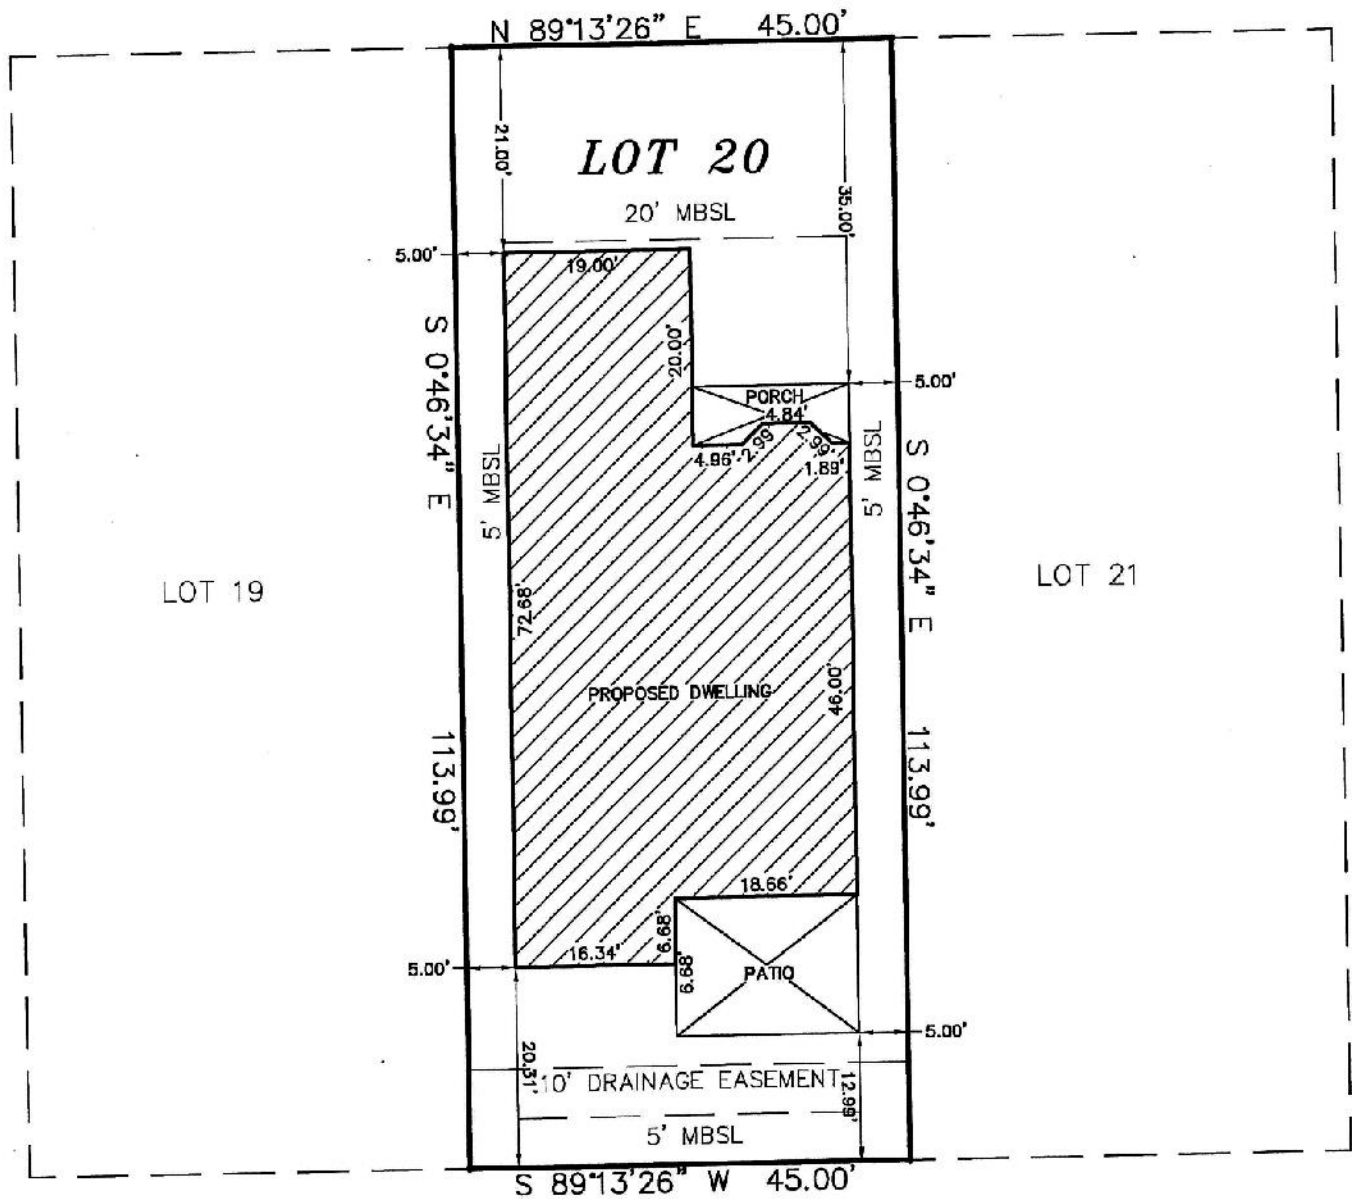 N 89°13'26" E 45.00'
21.00'
LOT 20
35.00'
20' MBSL
5.00'
19.00'
20.00'
S 0°46'34" E
5.00'
PORCH
4.84'
4.96'
2.99'
2.99'
1.89'
5' MBSL
5' MBSL
S 0°46'34" E
LOT 19
LOT 21
72.68'
PROPOSED DWELLING
46.00'
113.99'
113.99'
18.66'
6.68'
16.34'
5.00'
6.68'
PATIO
5.00'
20.31'
10' DRAINAGE EASEMENT
12.99'
5' MBSL
S 89°13'26" W 45.00'